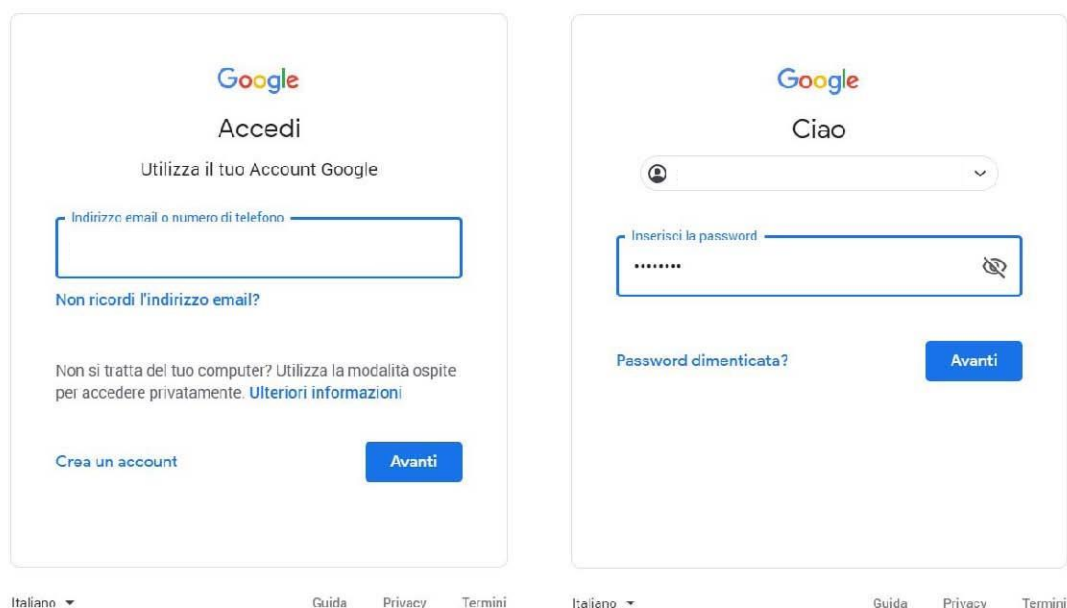 Google
Accedi
Utilizza il tuo Account Google
Indirizzo email o numero di telefono
Non ricordi l'indirizzo email?
Non si tratta del tuo computer? Utilizza la modalità ospite
per accedere privatamente. Ulteriori informazioni
Crea un account
Avanti
Italiano
Guida
Privacy
Termini
Google
Ciao
Inserisci la password
••••••••
Password dimenticata?
Avanti
Italiano
Guida
Privacy
Termini